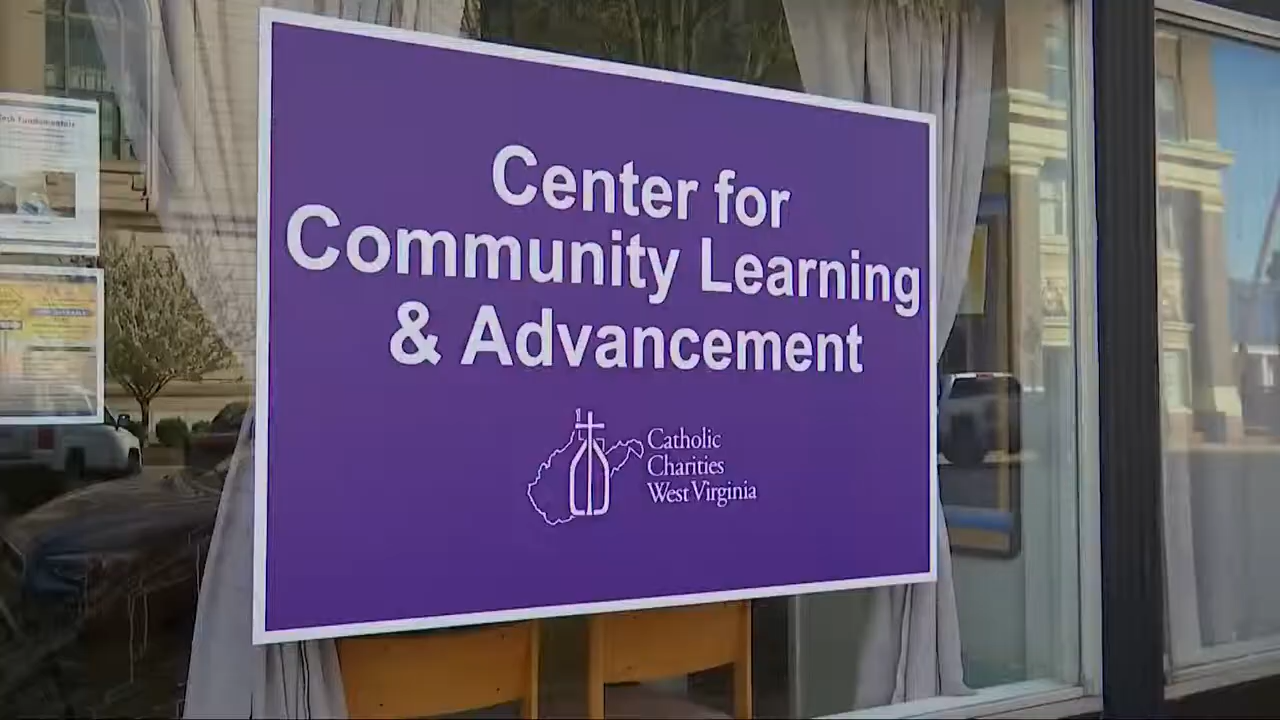 Center for
Community Learning
& Advancement
Catholic
Charities
West Virginia